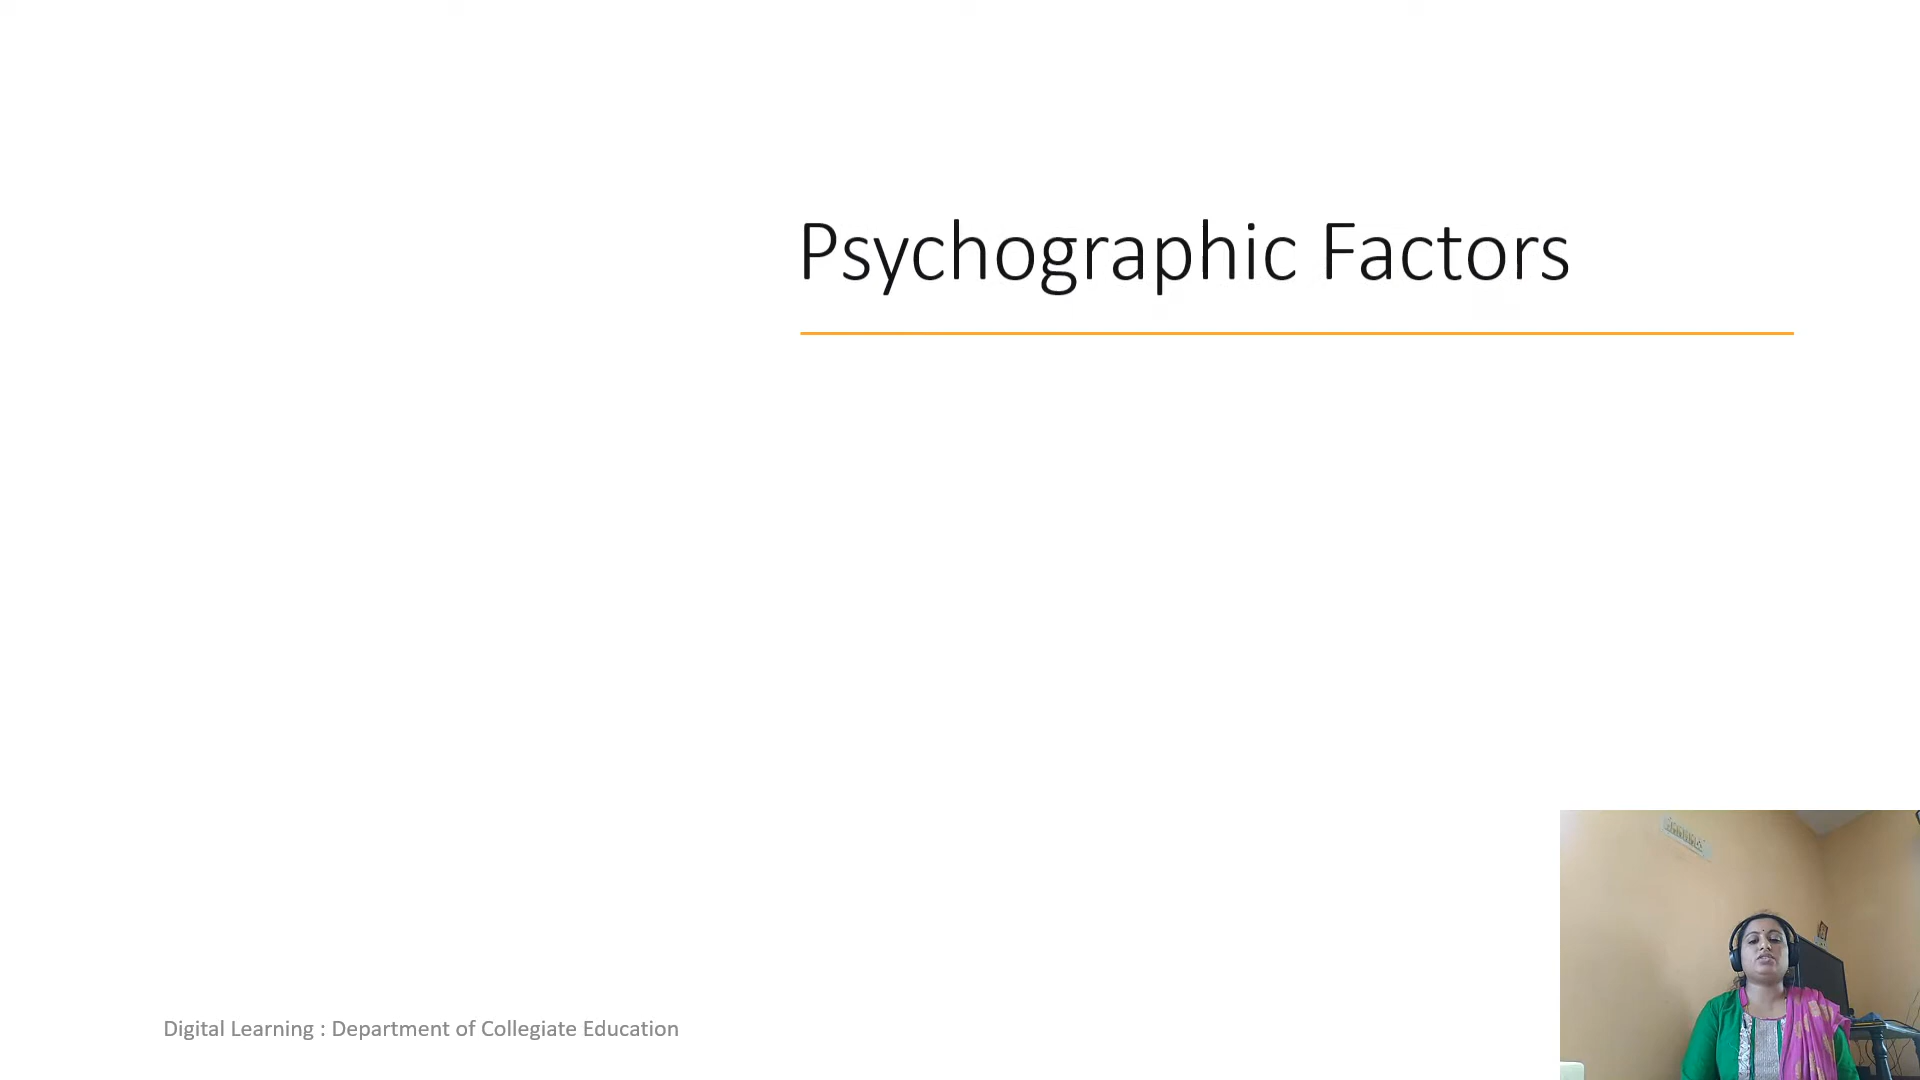 Psychographic Factors
Digital Learning : Department of Collegiate Education